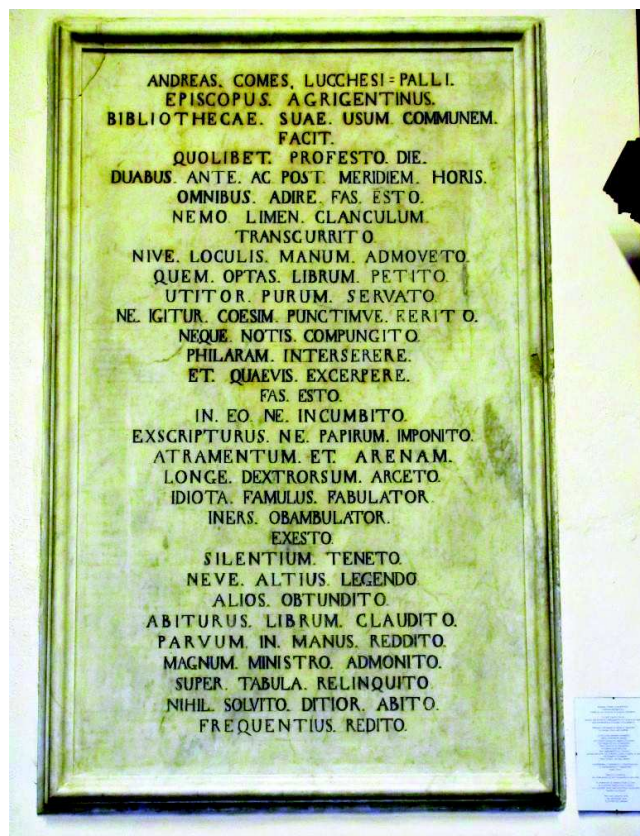 ANDREAS. COMES. LUCCHESI=PALLI.
EPISCOPUS. AGRIGENTINUS.
BIBLIOTHECAE. SUAE. USUM. COMMUNEM.
FACIT.
QUOLIBET. PROFESTO. DIE.
DUABUS. ANTE. AC. POST. MERIDIEM. HORIS.
OMNIBUS. ADIRE. FAS. ESTO.
NEMO. LIMEN. CLANCULUM.
TRANSCURRITO.
NIVE. LOCULIS. MANUM. ADMOVETO.
QUEM. OPTAS. LIBRUM. PETITO.
UTITOR. PURUM. SERVATO.
NE. IGITUR. COESIM. PUNCTIMVE. FERITO.
NEQUE. NOTIS. COMPUNGITO.
PHILARAM. INTERSERERE.
ET. QUAEVIS. EXCERPERE.
FAS. ESTO.
IN. EO. NE. INCUMBITO.
EXSCRIPTURUS. NE. PAPIRUM. IMPONITO.
ATRAMENTUM. ET. ARENAM.
LONGE. DEXTRORSUM. ARCETO.
IDIOTA. FAMULUS. FABULATOR.
INERS. OBAMBULATOR.
EXESTO.
SILENTIUM. TENETO.
NEVE. ALTIUS. LEGENDO.
ALIOS. OBTUNDITO.
ABITURUS. LIBRUM. CLAUDITO.
PARVUM. IN. MANUS. REDDITO.
MAGNUM. MINISTRO. ADMONITO.
SUPER. TABULA. RELINQUITO.
NIHIL. SOLVITO. DITIOR. ABITO.
FREQUENTIUS. REDITO.